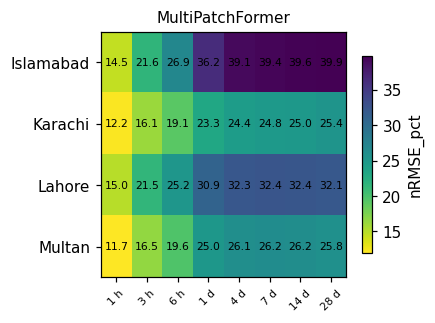 MultiPatchFormer
Islamabad 14.5 21.6 26.9 36.2 39.1 39.4 39.6 39.9
Karachi 12.2 16.1 19.1 23.3 24.4 24.8 25.0 25.4
Lahore 15.0 21.5 25.2 30.9 32.3 32.4 32.4 32.1
Multan 11.7 16.5 19.6 25.0 26.1 26.2 26.2 25.8
1 h 3 h 6 h 1 d 4 d 7 d 14 d 28 d
35
30
25
20
15
nRMSE_pct